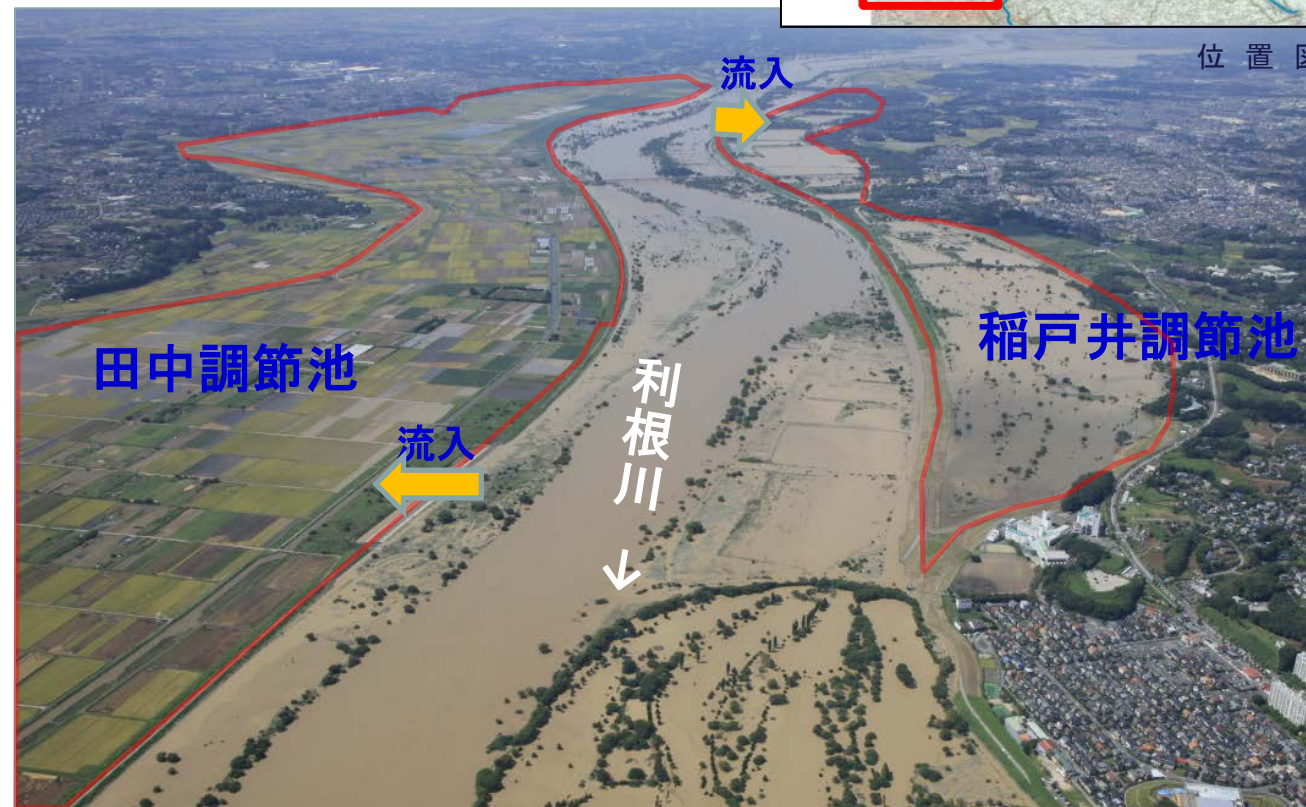 位置図
流入
田中調節池
稲戸井調節池
利根川
↓
流入